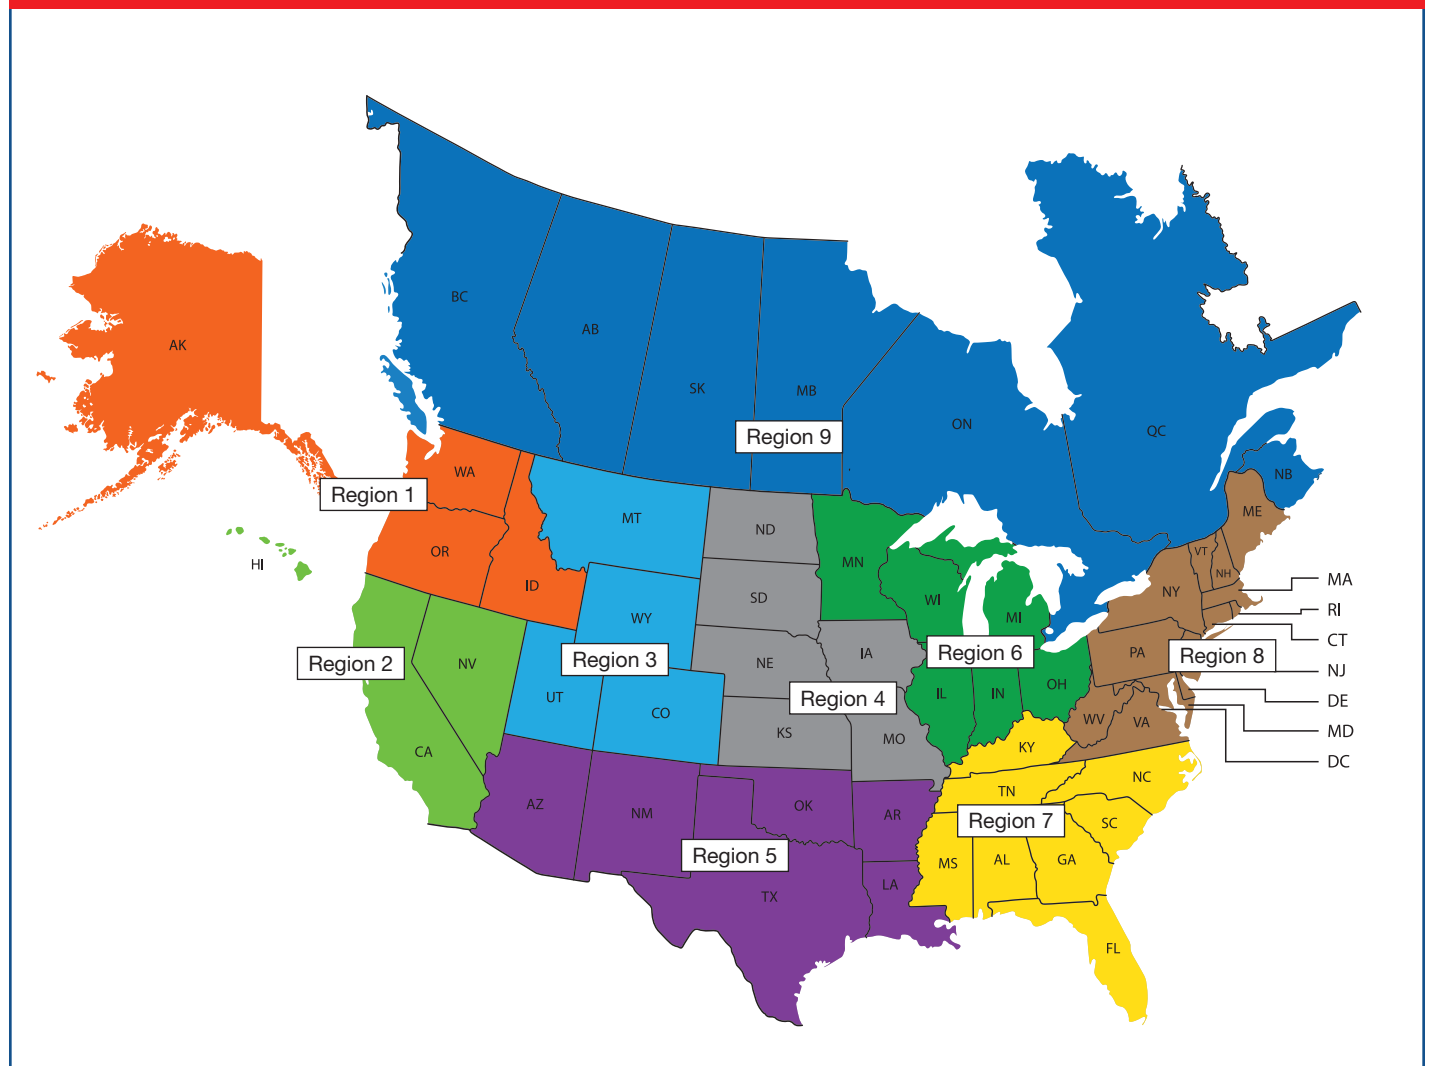 BC
AB
AK
SK
MB
ON
QC
Region 9
NB
WA
Region 1
ME
MT
ND
OR
VT
HI
MN
NH
MA
ID
SD
NY
WI
RI
WY
MI
CT
IA
PA
Region 8
Region 6
Region 3
Region 2
NV
NE
NJ
OH
IL
IN
UT
Region 4
DE
CO
WV
VA
KS
MD
MO
KY
CA
DC
NC
TN
AZ
OK
NM
AR
Region 7
SC
Region 5
MS
AL
GA
LA
TX
FL